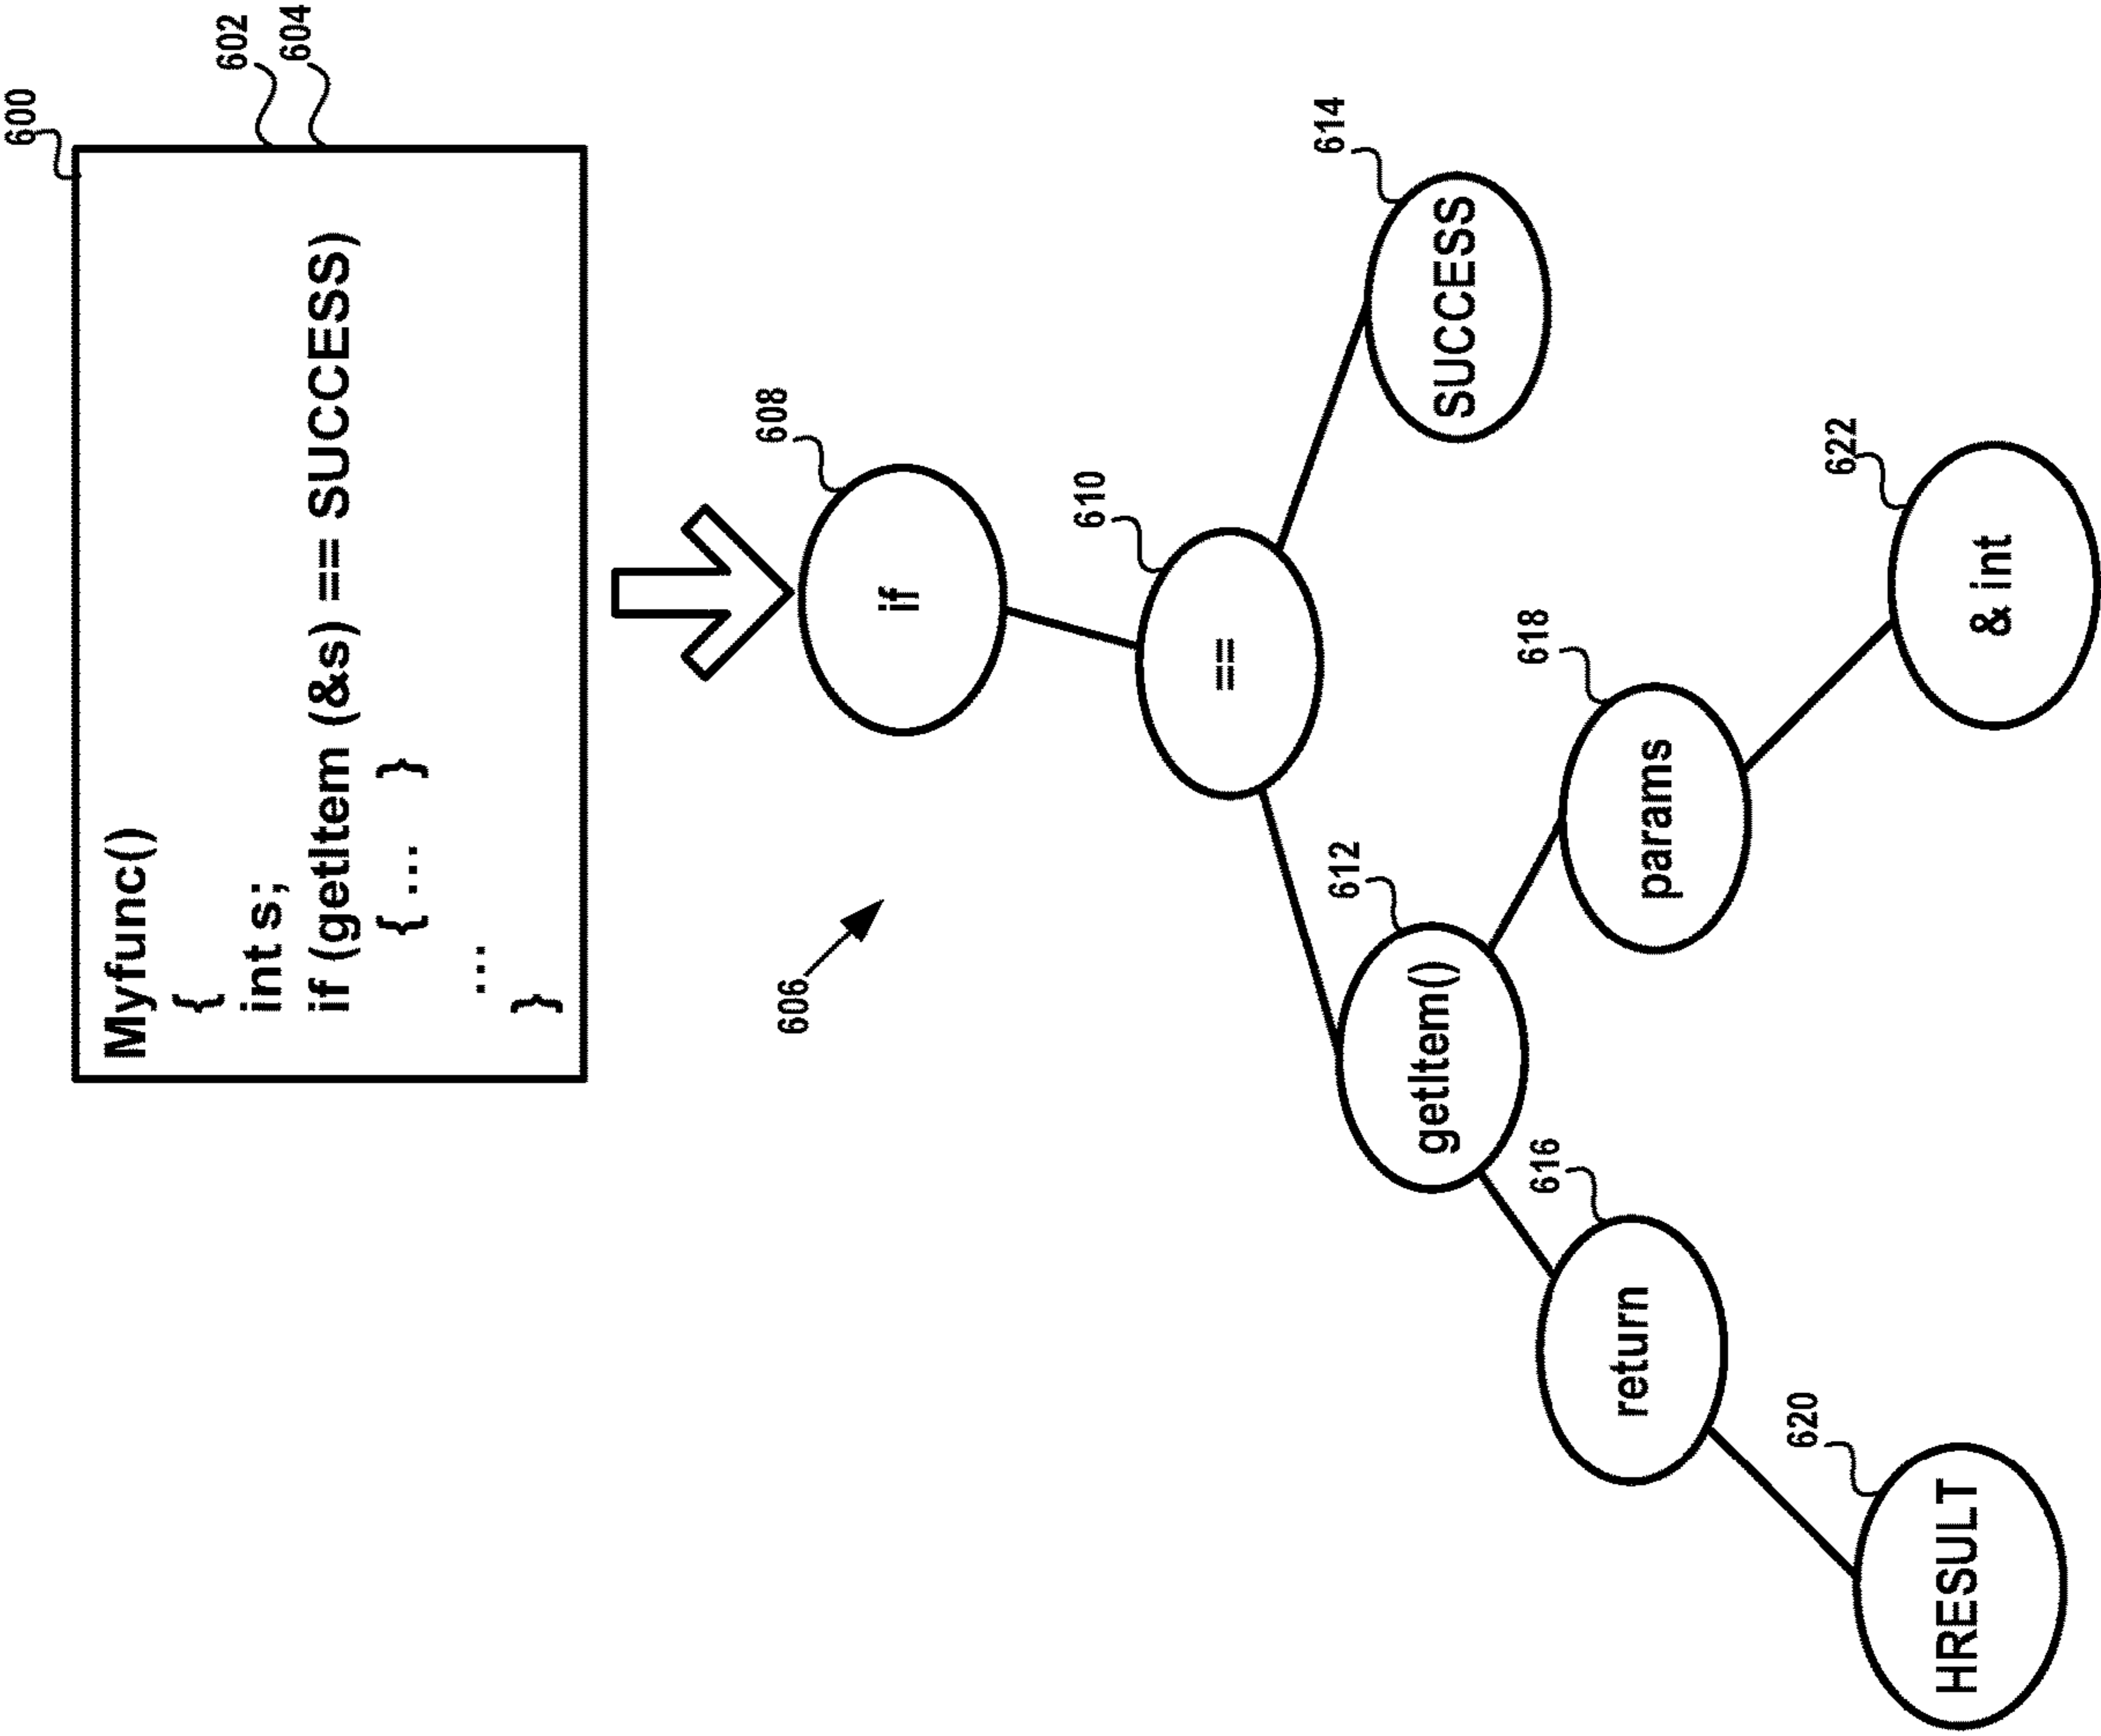 600
Myfunc()
{
int s;
602
if (getItem (&s) == SUCCESS)
604
{ ... }
...
}
606
608
if
610
==
612
getItem()
614
SUCCESS
616
return
618
params
620
HRESULT
622
& int